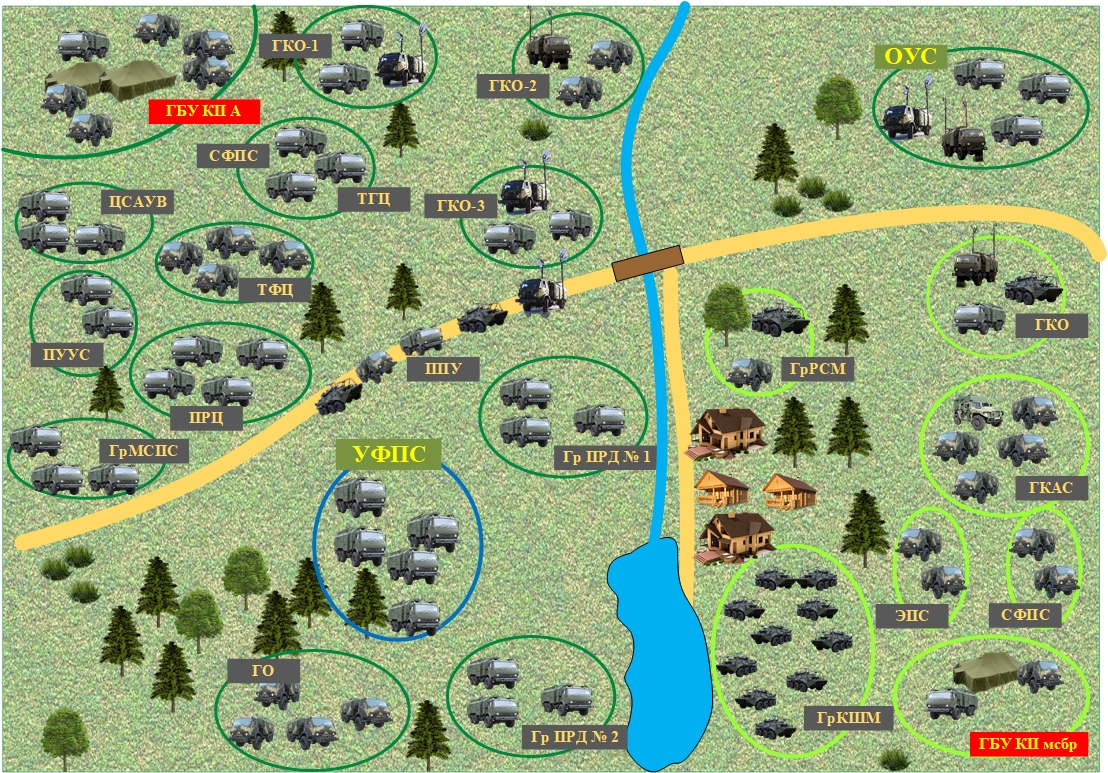 ГКО-1
ОУС
ГКО-2
ГБУ КП А
СФПС
ТГЦ
ЦСАУВ
ГКО-3
ТФЦ
ГКО
ПУУС
ППУ
ГрРСМ
ПРЦ
ГрМСПС
УФПС
Гр ПРД № 1
ГКАС
ЭПС
СФПС
ГО
ГрКШМ
Гр ПРД № 2
ГБУ КП мсбр